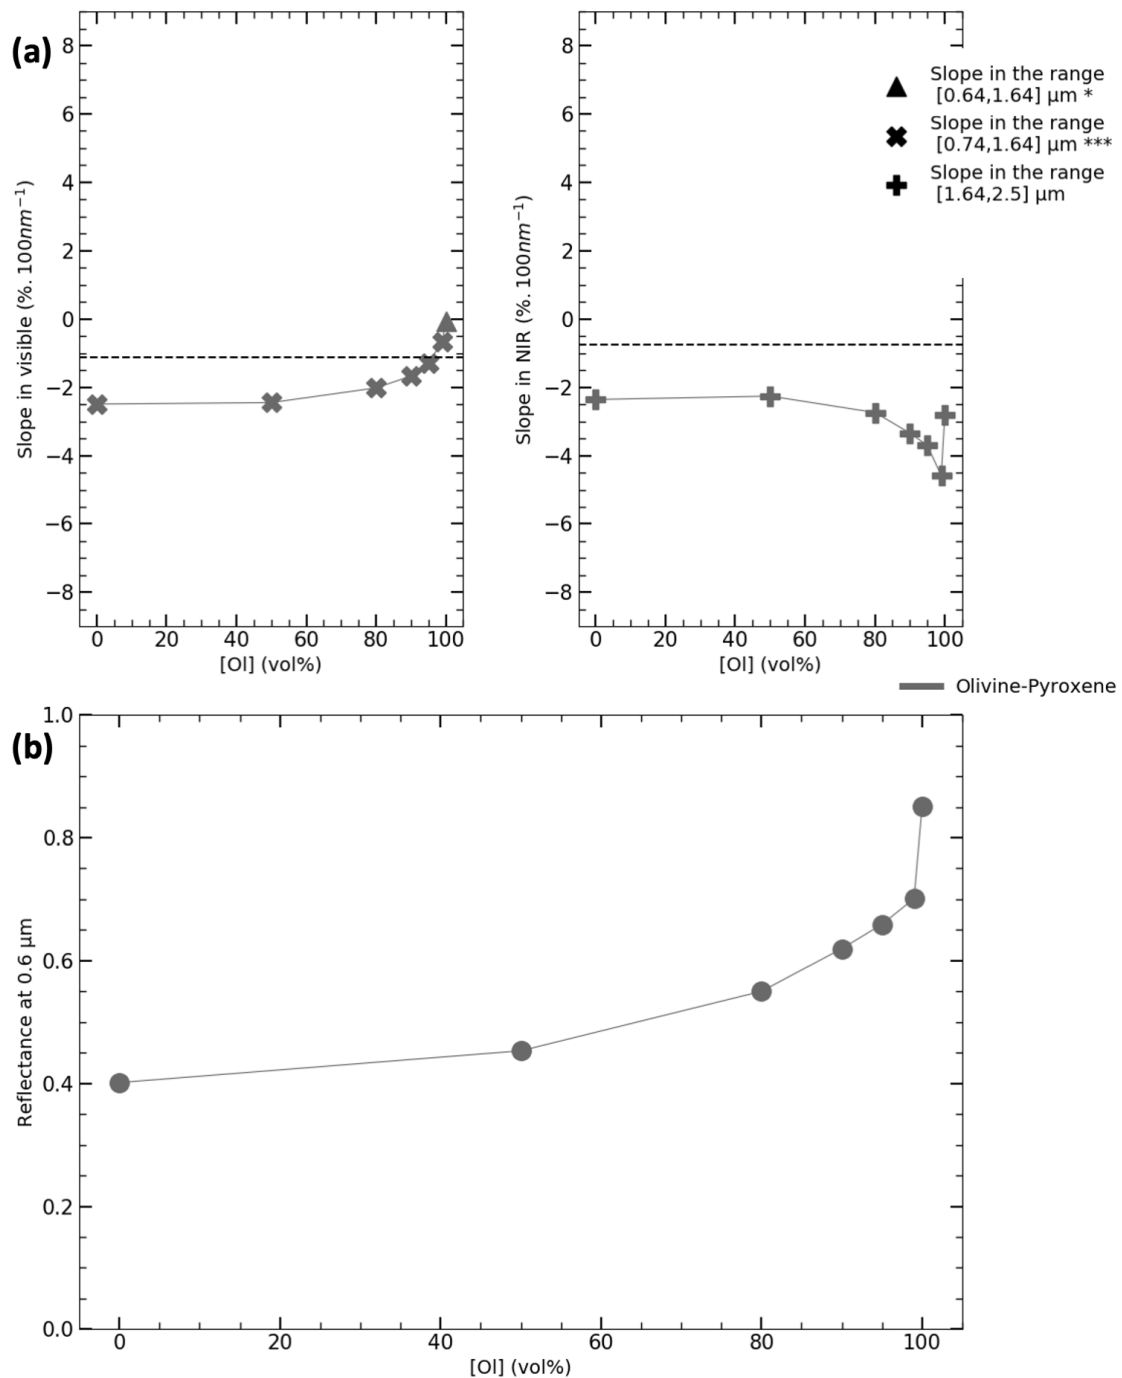 (a)
8
6
4
2
0
−2
−4
−6
−8
Slope in visible (%. 100nm⁻¹)
0 20 40 60 80 100
[Ol] (vol%)
8
6
4
2
0
−2
−4
−6
−8
Slope in NIR (%. 100nm⁻¹)
0 20 40 60 80 100
[Ol] (vol%)
Slope in the range
[0.64,1.64] µm *
Slope in the range
[0.74,1.64] µm ***
Slope in the range
[1.64,2.5] µm
Olivine-Pyroxene
(b)
1.0
0.8
0.6
0.4
0.2
0.0
Reflectance at 0.6 µm
0 20 40 60 80 100
[Ol] (vol%)